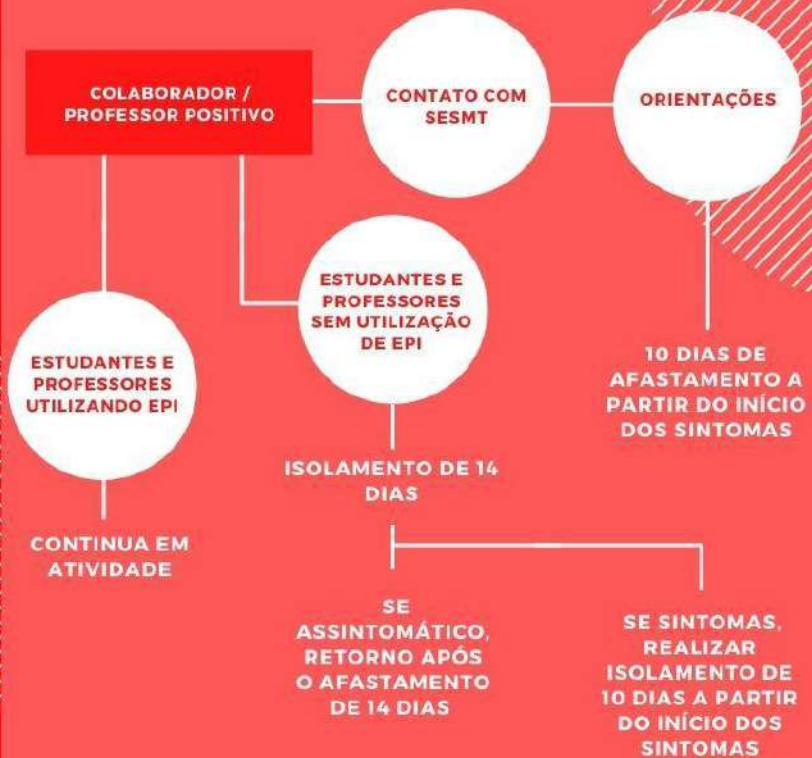 COLABORADOR /
PROFESSOR POSITIVO
CONTATO COM
SESMT
ORIENTAÇÕES
ESTUDANTES E
PROFESSORES
SEM UTILIZAÇÃO
DE EPI
ESTUDANTES E
PROFESSORES
UTILIZANDO EPI
10 DIAS DE
AFASTAMENTO A
PARTIR DO INÍCIO
DOS SINTOMAS
ISOLAMENTO DE 14
DIAS
CONTINUA EM
ATIVIDADE
SE
ASSINTOMÁTICO,
RETORNO APÓS
O AFASTAMENTO
DE 14 DIAS
SE SINTOMAS,
REALIZAR
ISOLAMENTO DE
10 DIAS A PARTIR
DO INÍCIO DOS
SINTOMAS